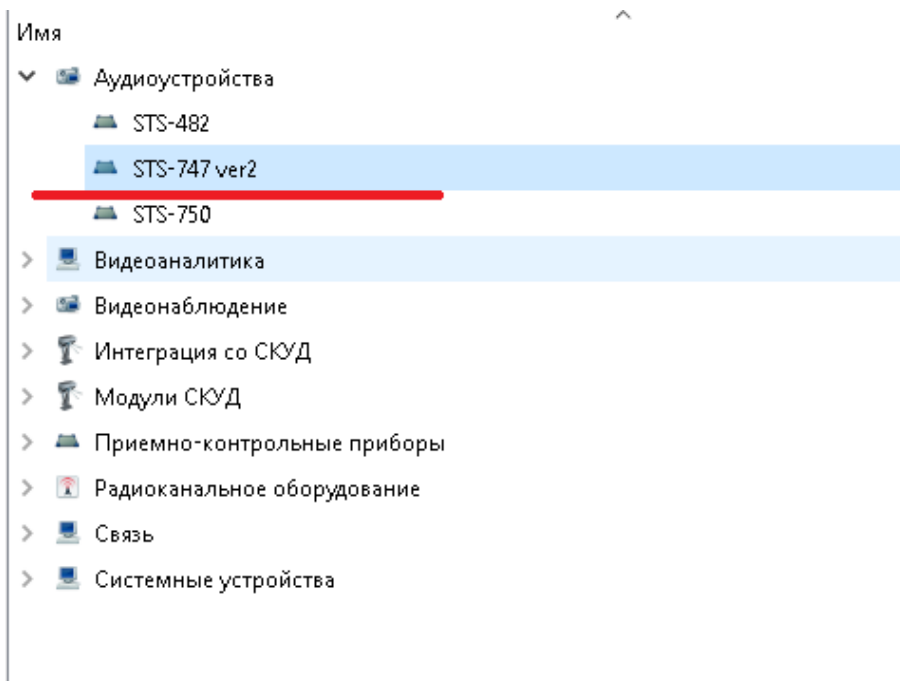 Имя
Аудиоустройства
STS-482
STS-747 ver2
STS-750
Видеоаналитика
Видеонаблюдение
Интеграция со СКУД
Модули СКУД
Приемно-контрольные приборы
Радиоканальное оборудование
Связь
Системные устройства